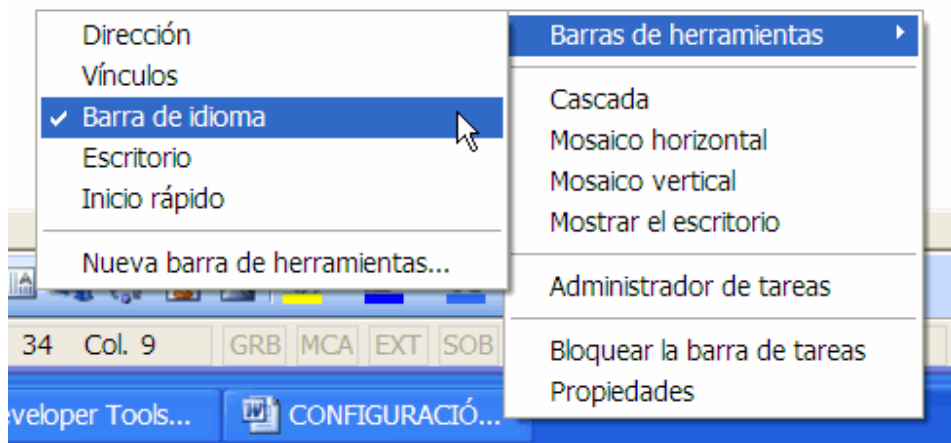 Dirección
Vínculos
Barra de idioma
Escritorio
Inicio rápido
Nueva barra de herramientas...
Barras de herramientas
Cascada
Mosaico horizontal
Mosaico vertical
Mostrar el escritorio
Administrador de tareas
Bloquear la barra de tareas
Propiedades
34 Col. 9 GRB MCA EXT SOB
veloper Tools... CONFIGURACIÓ...